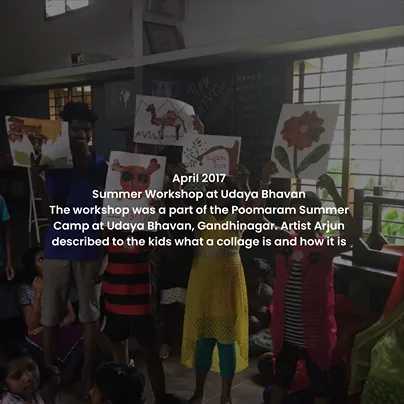 April 2017
Summer Workshop at Udaya Bhavan
The workshop was a part of the Poomaram Summer
Camp at Udaya Bhavan, Gandhinagar. Artist Arjun
described to the kids what a collage is and how it is